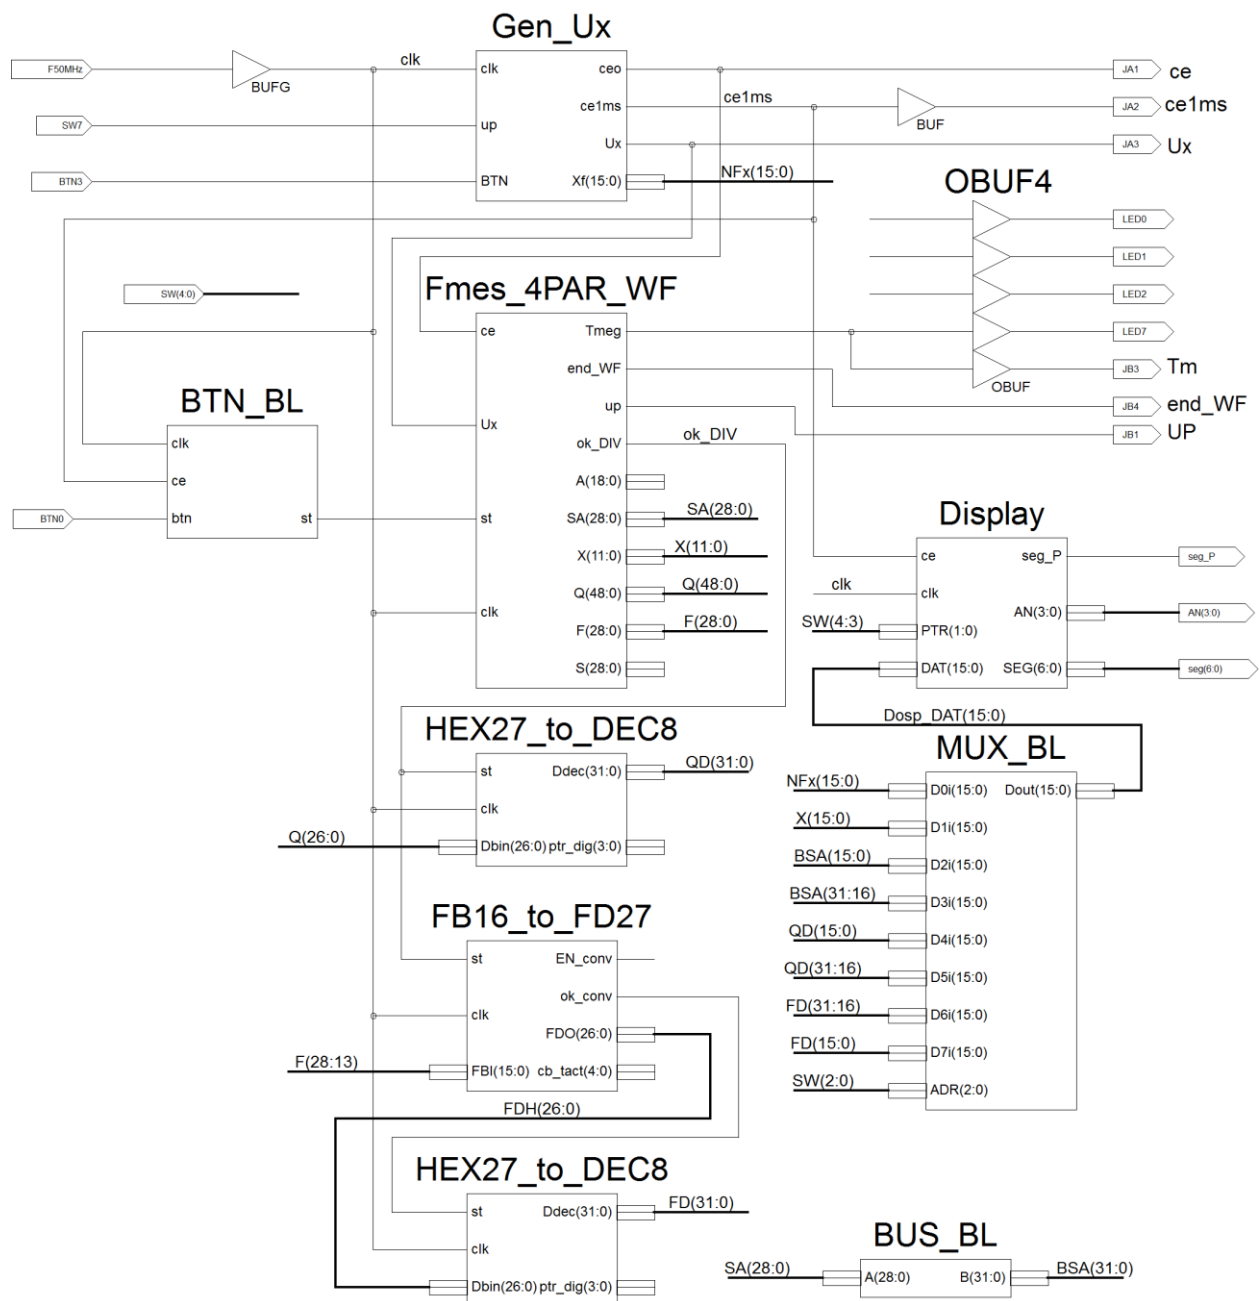 Gen_Ux
F50MHz
BUFG
clk
clk
ceo
JA1
ce
ce1ms
ce1ms
BUF
JA2
ce1ms
SW7
up
Ux
JA3
Ux
BTN3
BTN
Xf(15:0)
NFx(15:0)
OBUF4
LED0
LED1
SW(4:0)
Fmes_4PAR_WF
LED2
ce
Tmeg
LED7
end_WF
OBUF
JB3
Tm
BTN_BL
up
JB4
end_WF
Ux
JB1
UP
clk
ok_DIV
ok_DIV
ce
A(18:0)
BTN0
btn
st
st
SA(28:0)
SA(28:0)
Display
X(11:0)
X(11:0)
ce
seg_P
seg_P
Q(48:0)
Q(48:0)
clk
clk
clk
F(28:0)
F(28:0)
SW(4:3)
PTR(1:0)
AN(3:0)
AN(3:0)
S(28:0)
DAT(15:0)
SEG(6:0)
seg(6:0)
Dosp_DAT(15:0)
HEX27_to_DEC8
MUX_BL
st
Ddec(31:0)
QD(31:0)
NFx(15:0)
D0i(15:0)
Dout(15:0)
clk
X(15:0)
D1i(15:0)
Q(26:0)
Dbin(26:0)
ptr_dig(3:0)
BSA(15:0)
D2i(15:0)
BSA(31:16)
D3i(15:0)
FB16_to_FD27
QD(15:0)
D4i(15:0)
st
EN_conv
QD(31:16)
D5i(15:0)
ok_conv
clk
FD(31:16)
D6i(15:0)
FDO(26:0)
FD(15:0)
D7i(15:0)
F(28:13)
FBI(15:0)
cb_tact(4:0)
SW(2:0)
ADR(2:0)
FDH(26:0)
HEX27_to_DEC8
st
Ddec(31:0)
FD(31:0)
clk
BUS_BL
Dbin(26:0)
ptr_dig(3:0)
SA(28:0)
A(28:0)
B(31:0)
BSA(31:0)